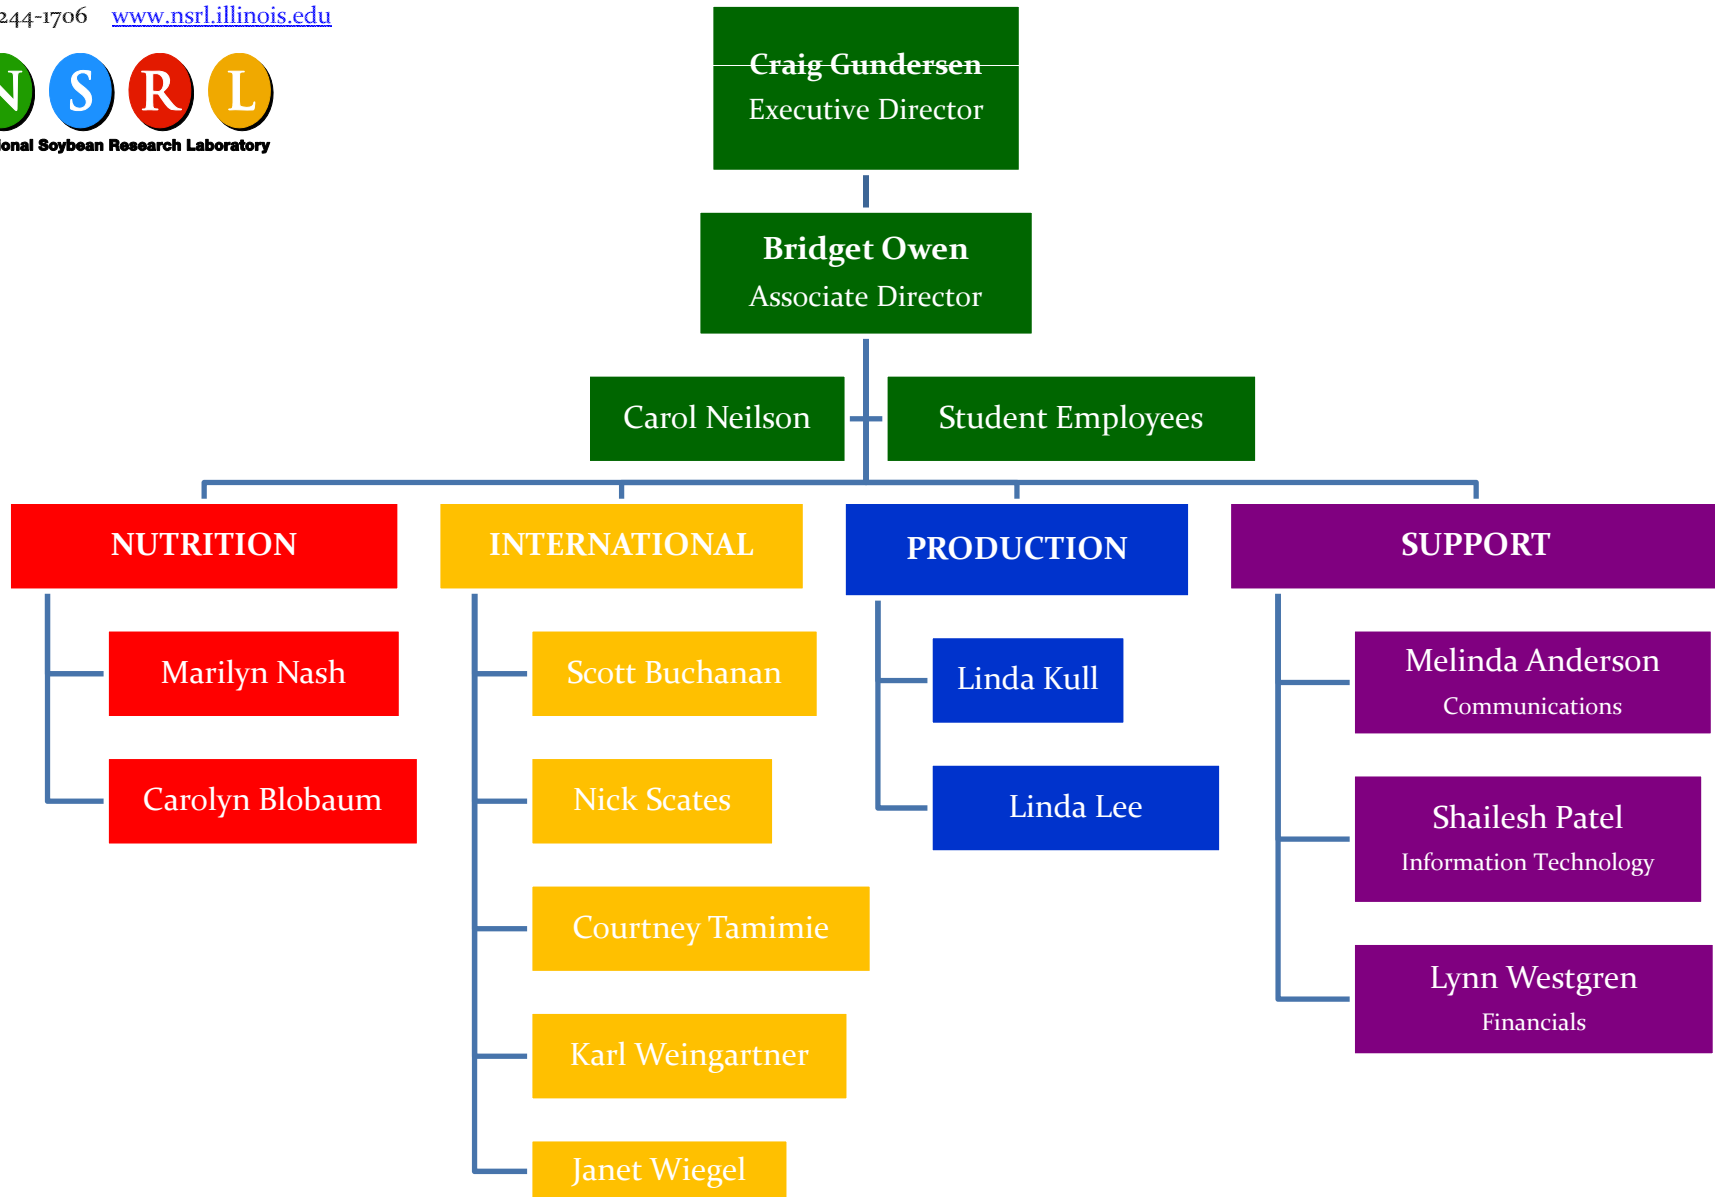 244-1706 www.nsrl.illinois.edu
N S R L
ional Soybean Research Laboratory
Craig Gundersen
Executive Director
Bridget Owen
Associate Director
Carol Neilson
Student Employees
NUTRITION
INTERNATIONAL
PRODUCTION
SUPPORT
Marilyn Nash
Carolyn Blobaum
Scott Buchanan
Nick Scates
Courtney Tamimie
Karl Weingartner
Janet Wiegel
Linda Kull
Linda Lee
Melinda Anderson
Communications
Shailesh Patel
Information Technology
Lynn Westgren
Financials